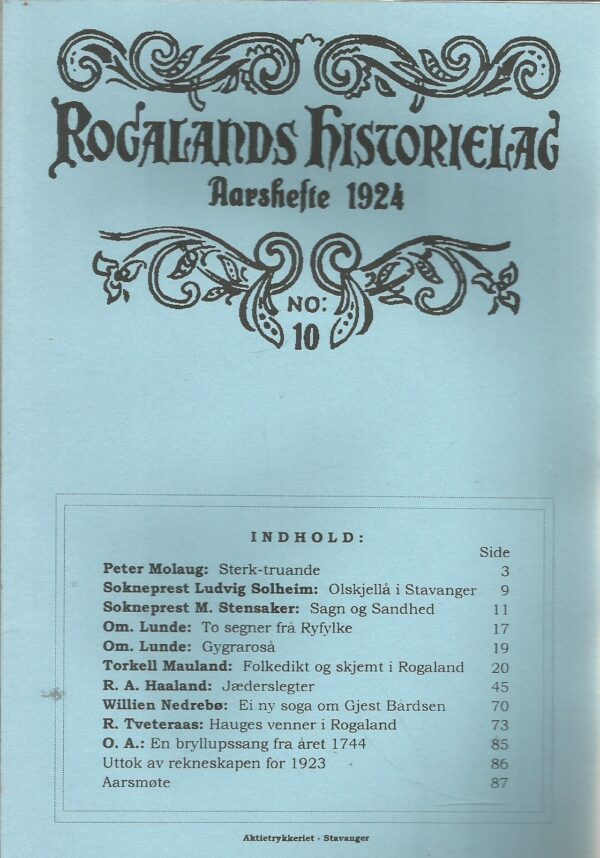 ROGALANDS HISTORIELAG
Aarshefte 1924
NO:
10
INDHOLD:
Side
Peter Molaug: Sterk-truande 3
Sokneprest Ludvig Solheim: Olskjellå i Stavanger 9
Sokneprest M. Stensaker: Sagn og Sandhed 11
Om. Lunde: To segner frå Ryfylke 17
Om. Lunde: Gygraroså 19
Torkell Mauland: Folkedikt og skjemt i Rogaland 20
R. A. Haaland: Jæderslegter 45
Willien Nedrebø: Ei ny soga om Gjest Bårdsen 70
R. Tveteraas: Hauges venner i Rogaland 73
O. A.: En bryllupssang fra året 1744 85
Uttok av rekneskapen for 1923 86
Aarsmøte 87
Aktietrykkeriet - Stavanger